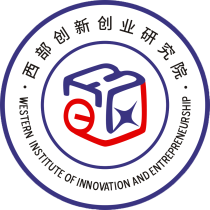 ·西部创新创业研究院·
WESTERN INSTITUTE OF INNOVATION AND ENTREPRENEURSHIP